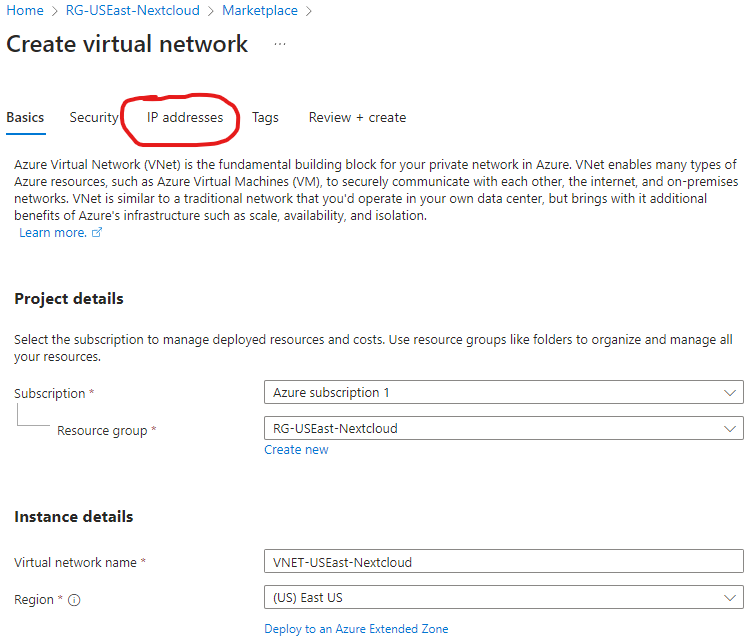 Home > RG-USEast-Nextcloud > Marketplace >
Create virtual network ...
Basics Security IP addresses Tags Review + create
Azure Virtual Network (VNet) is the fundamental building block for your private network in Azure. VNet enables many types of
Azure resources, such as Azure Virtual Machines (VM), to securely communicate with each other, the internet, and on-premises
networks. VNet is similar to a traditional network that you'd operate in your own data center, but brings with it additional
benefits of Azure's infrastructure such as scale, availability, and isolation.
Learn more.
Project details
Select the subscription to manage deployed resources and costs. Use resource groups like folders to organize and manage all
your resources.
Subscription * Azure subscription 1
Resource group * RG-USEast-Nextcloud
Create new
Instance details
Virtual network name * VNET-USEast-Nextcloud
Region * (US) East US
Deploy to an Azure Extended Zone